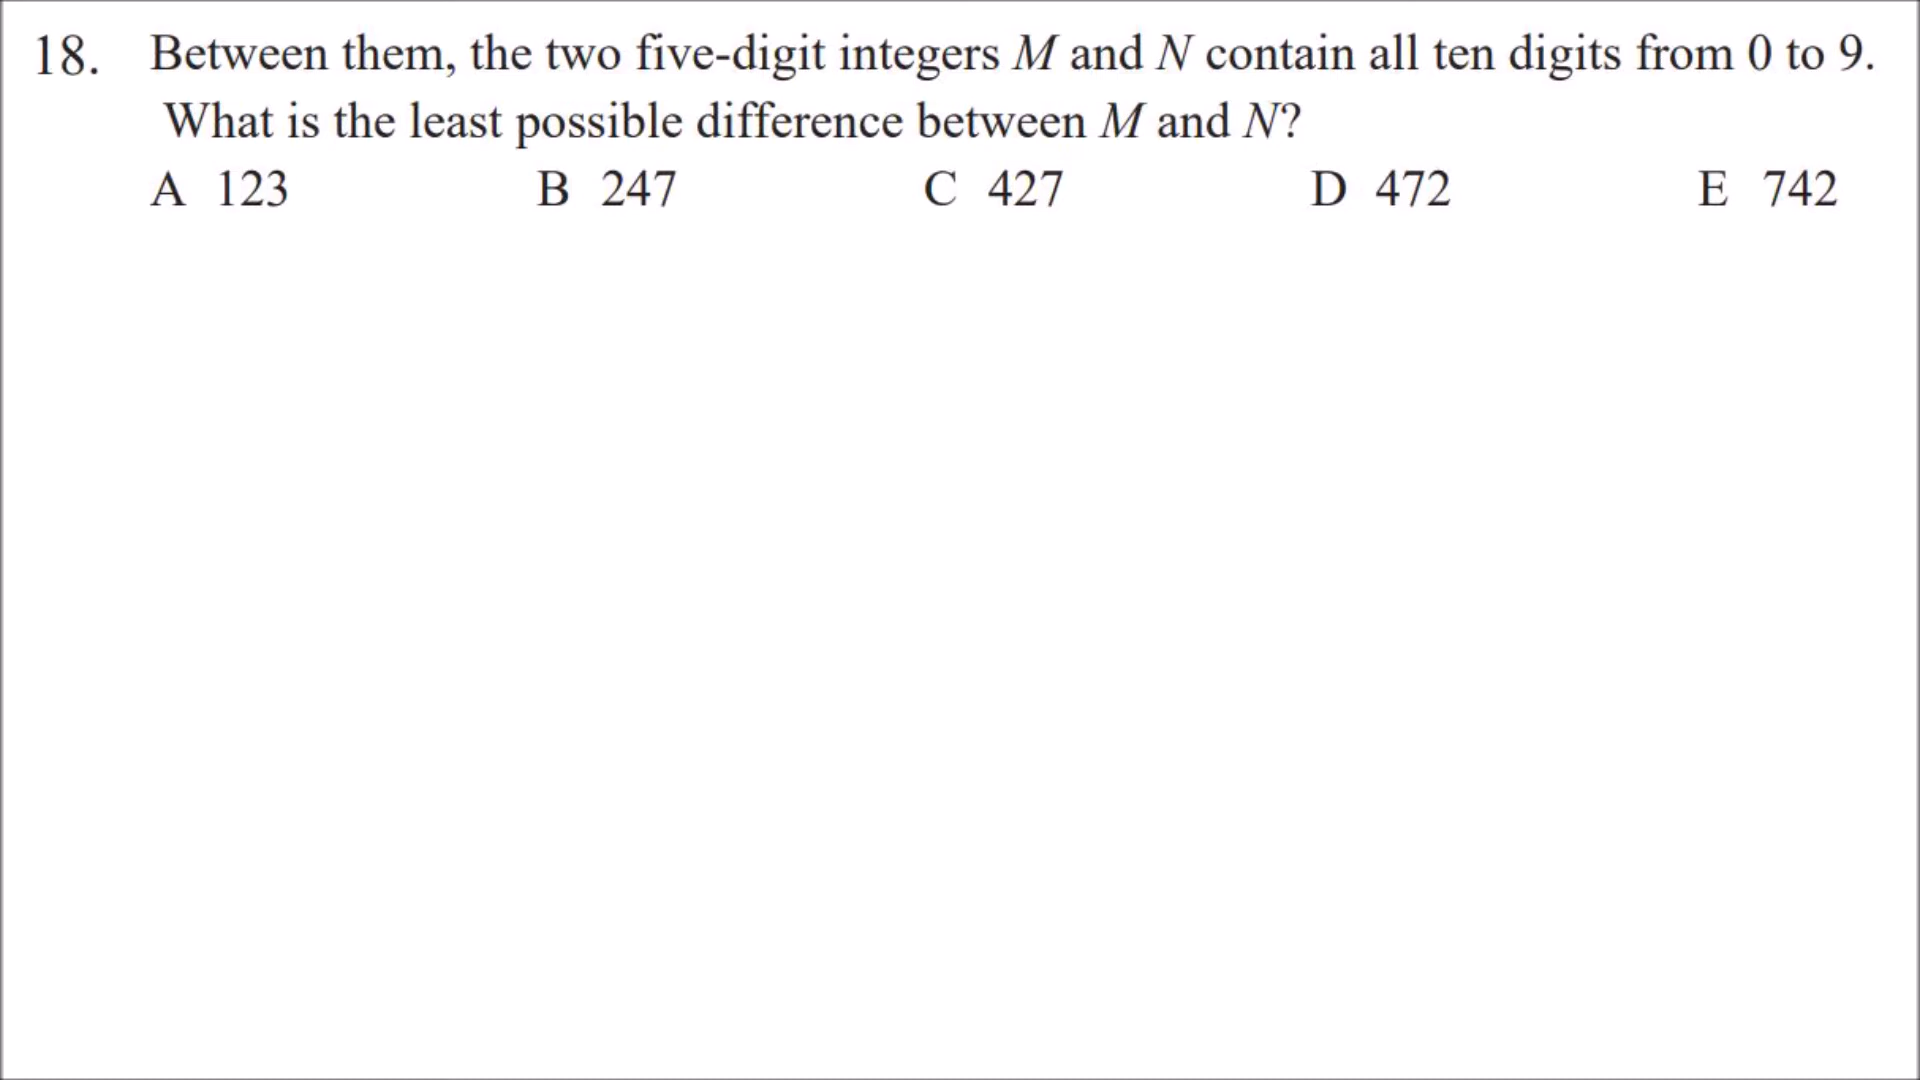 18. Between them, the two five-digit integers M and N contain all ten digits from 0 to 9.
What is the least possible difference between M and N?
A 123 B 247 C 427 D 472 E 742